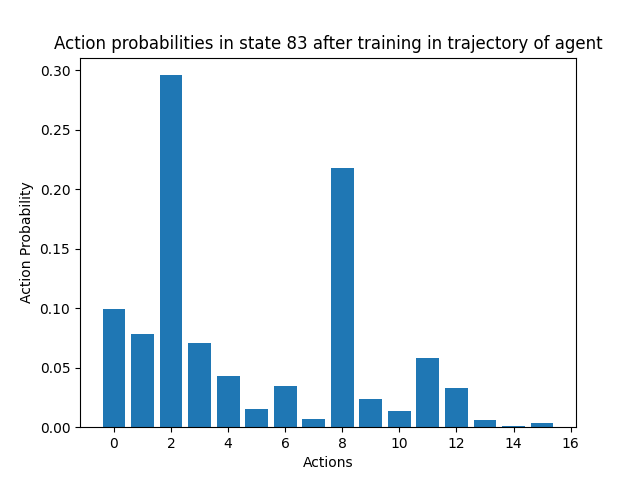 Action probabilities in state 83 after training in trajectory of agent
0.30
0.25
0.20
0.15
0.10
0.05
0.00
Action Probability
0 2 4 6 8 10 12 14 16
Actions